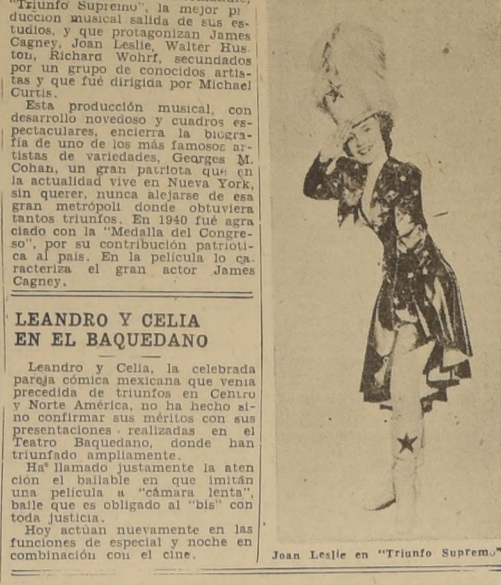 "Triunfo Supremo", la mejor pr
ducción musical salida de sus es-
tudios, y que protagonizan James
Cagney, Joan Leslie, Walter Hus-
ton, Richard Wohrf, secundados
por un grupo de conocidos artis-
tas y que fué dirigida por Michael
Curtis.
Esta producción musical, con
desarrollo novedoso y cuadros es-
pectaculares, encierra la biogra-
fía de uno de los más famosos ar-
tistas de variedades, Georges M.
Cohan, un gran patriota que en
la actualidad vive en Nueva York,
sin querer, nunca alejarse de esa
gran metrópoli donde obtuviera
tantos triunfos. En 1940 fué agra
ciado con la "Medalla del Congre-
so", por su contribución patrióti-
ca al país. En la película lo ca-
racteriza el gran actor James
Cagney.
LEANDRO Y CELIA
EN EL BAQUEDANO
Leandro y Celia, la celebrada
pareja cómica mexicana que venía
precedida de triunfos en Centro
y Norte América, no ha hecho si-
no confirmar sus méritos con sus
presentaciones realizadas en el
Teatro Baquedano, donde han
triunfado ampliamente.
Ha llamado justamente la aten
ción el bailable en que imitan
una película a "cámara lenta",
baile que es obligado al "bis" con
toda justicia.
Hoy actúan nuevamente en las
funciones de especial y noche en
combinación con el cine.
Joan Leslie en "Triunfo Supremo"